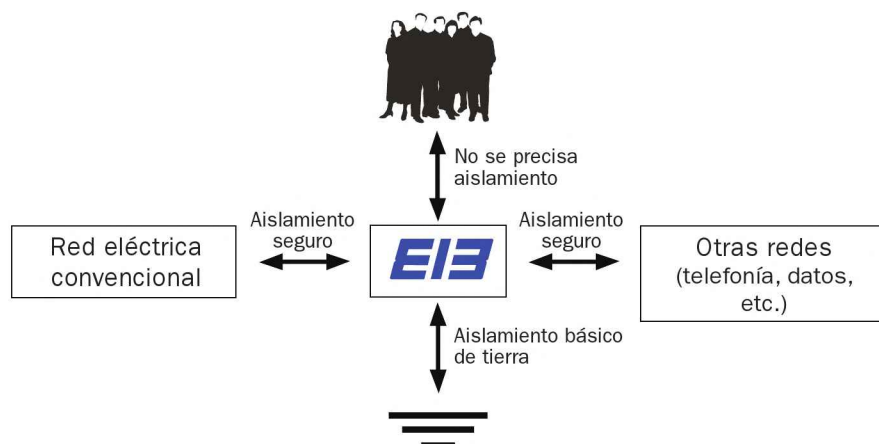 No se precisa
aislamiento
Aislamiento
seguro
Aislamiento
seguro
Red eléctrica
convencional
EIB
Otras redes
(telefonía, datos,
etc.)
Aislamiento básico
de tierra